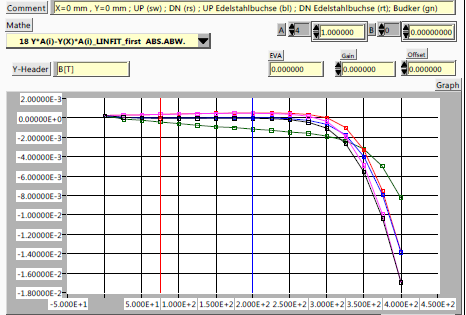 Comment X=0 mm , Y=0 mm ; UP (sw) ; DN (rs) ; UP Edelstahlbuchse (bl) ; DN Edelstahlbuchse (rt); Budker (gn)
Mathe
18 Y*A(i)-Y(X)*A(i)_LINFIT_first ABS.ABW.
A 4 1.000000 B 0 0.00000000
EVA Gain Offset
Y-Header B[T] 0.000000 0.000000 0.000000
Graph
2.00000E-3
0.00000E+0
-2.00000E-3
-4.00000E-3
-6.00000E-3
-8.00000E-3
-1.00000E-2
-1.20000E-2
-1.40000E-2
-1.60000E-2
-1.80000E-2
-5.000E+1 5.000E+1 1.000E+2 1.500E+2 2.000E+2 2.500E+2 3.000E+2 3.500E+2 4.000E+2 4.500E+2